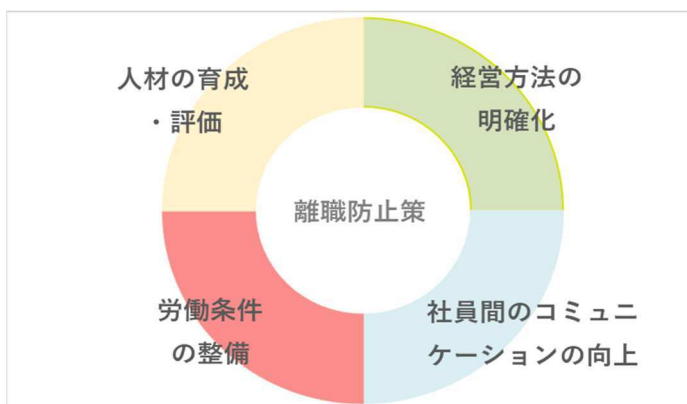 人材の育成
・評価
経営方法の
明確化
離職防止策
労働条件
の整備
社員間のコミュニ
ケーションの向上